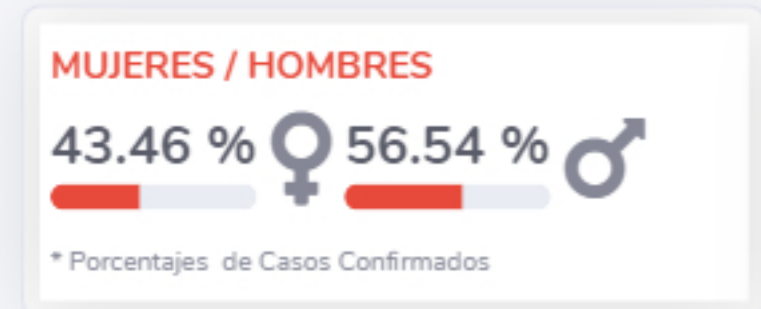 MUJERES / HOMBRES
43.46 % 56.54 %
* Porcentajes de Casos Confirmados